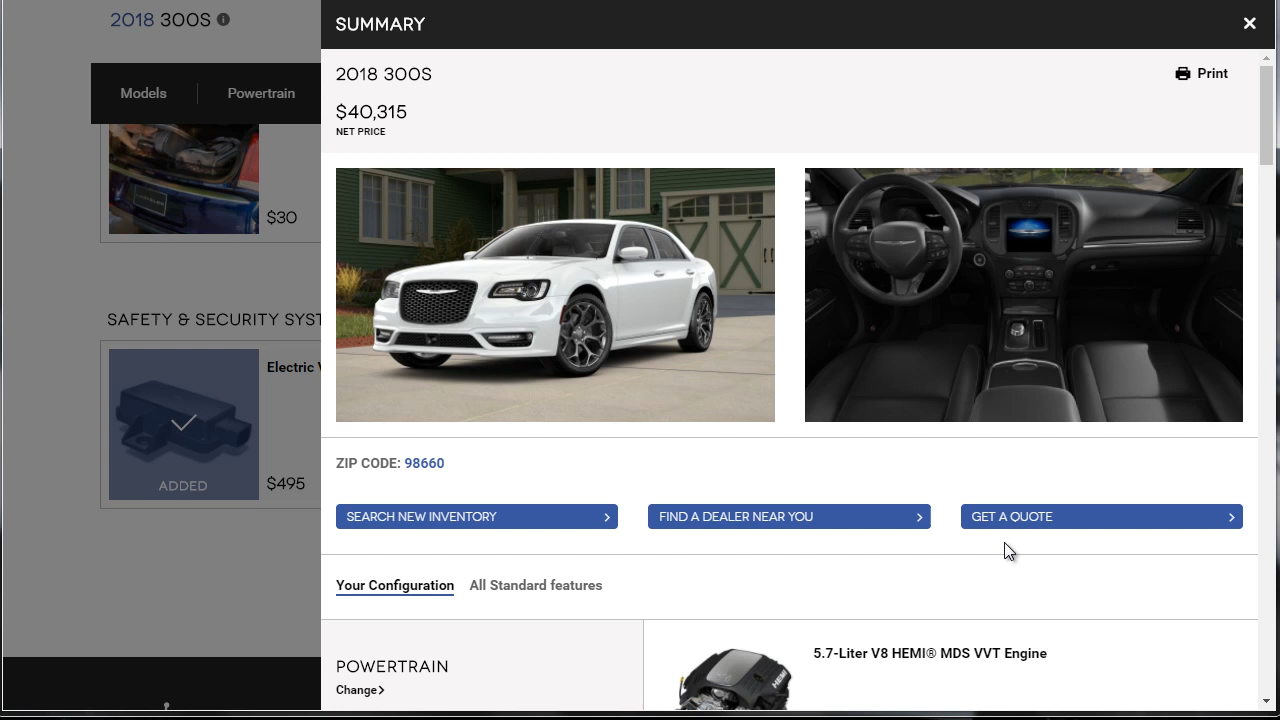 2018 300S
Models
Powertrain
$30
SAFETY & SECURITY SYST
Electric
ADDED
$495
SUMMARY
2018 300S
Print
$40,315
NET PRICE
ZIP CODE: 98660
SEARCH NEW INVENTORY
FIND A DEALER NEAR YOU
GET A QUOTE
Your Configuration
All Standard features
POWERTRAIN
Change
5.7-Liter V8 HEMI® MDS VVT Engine
HEMI